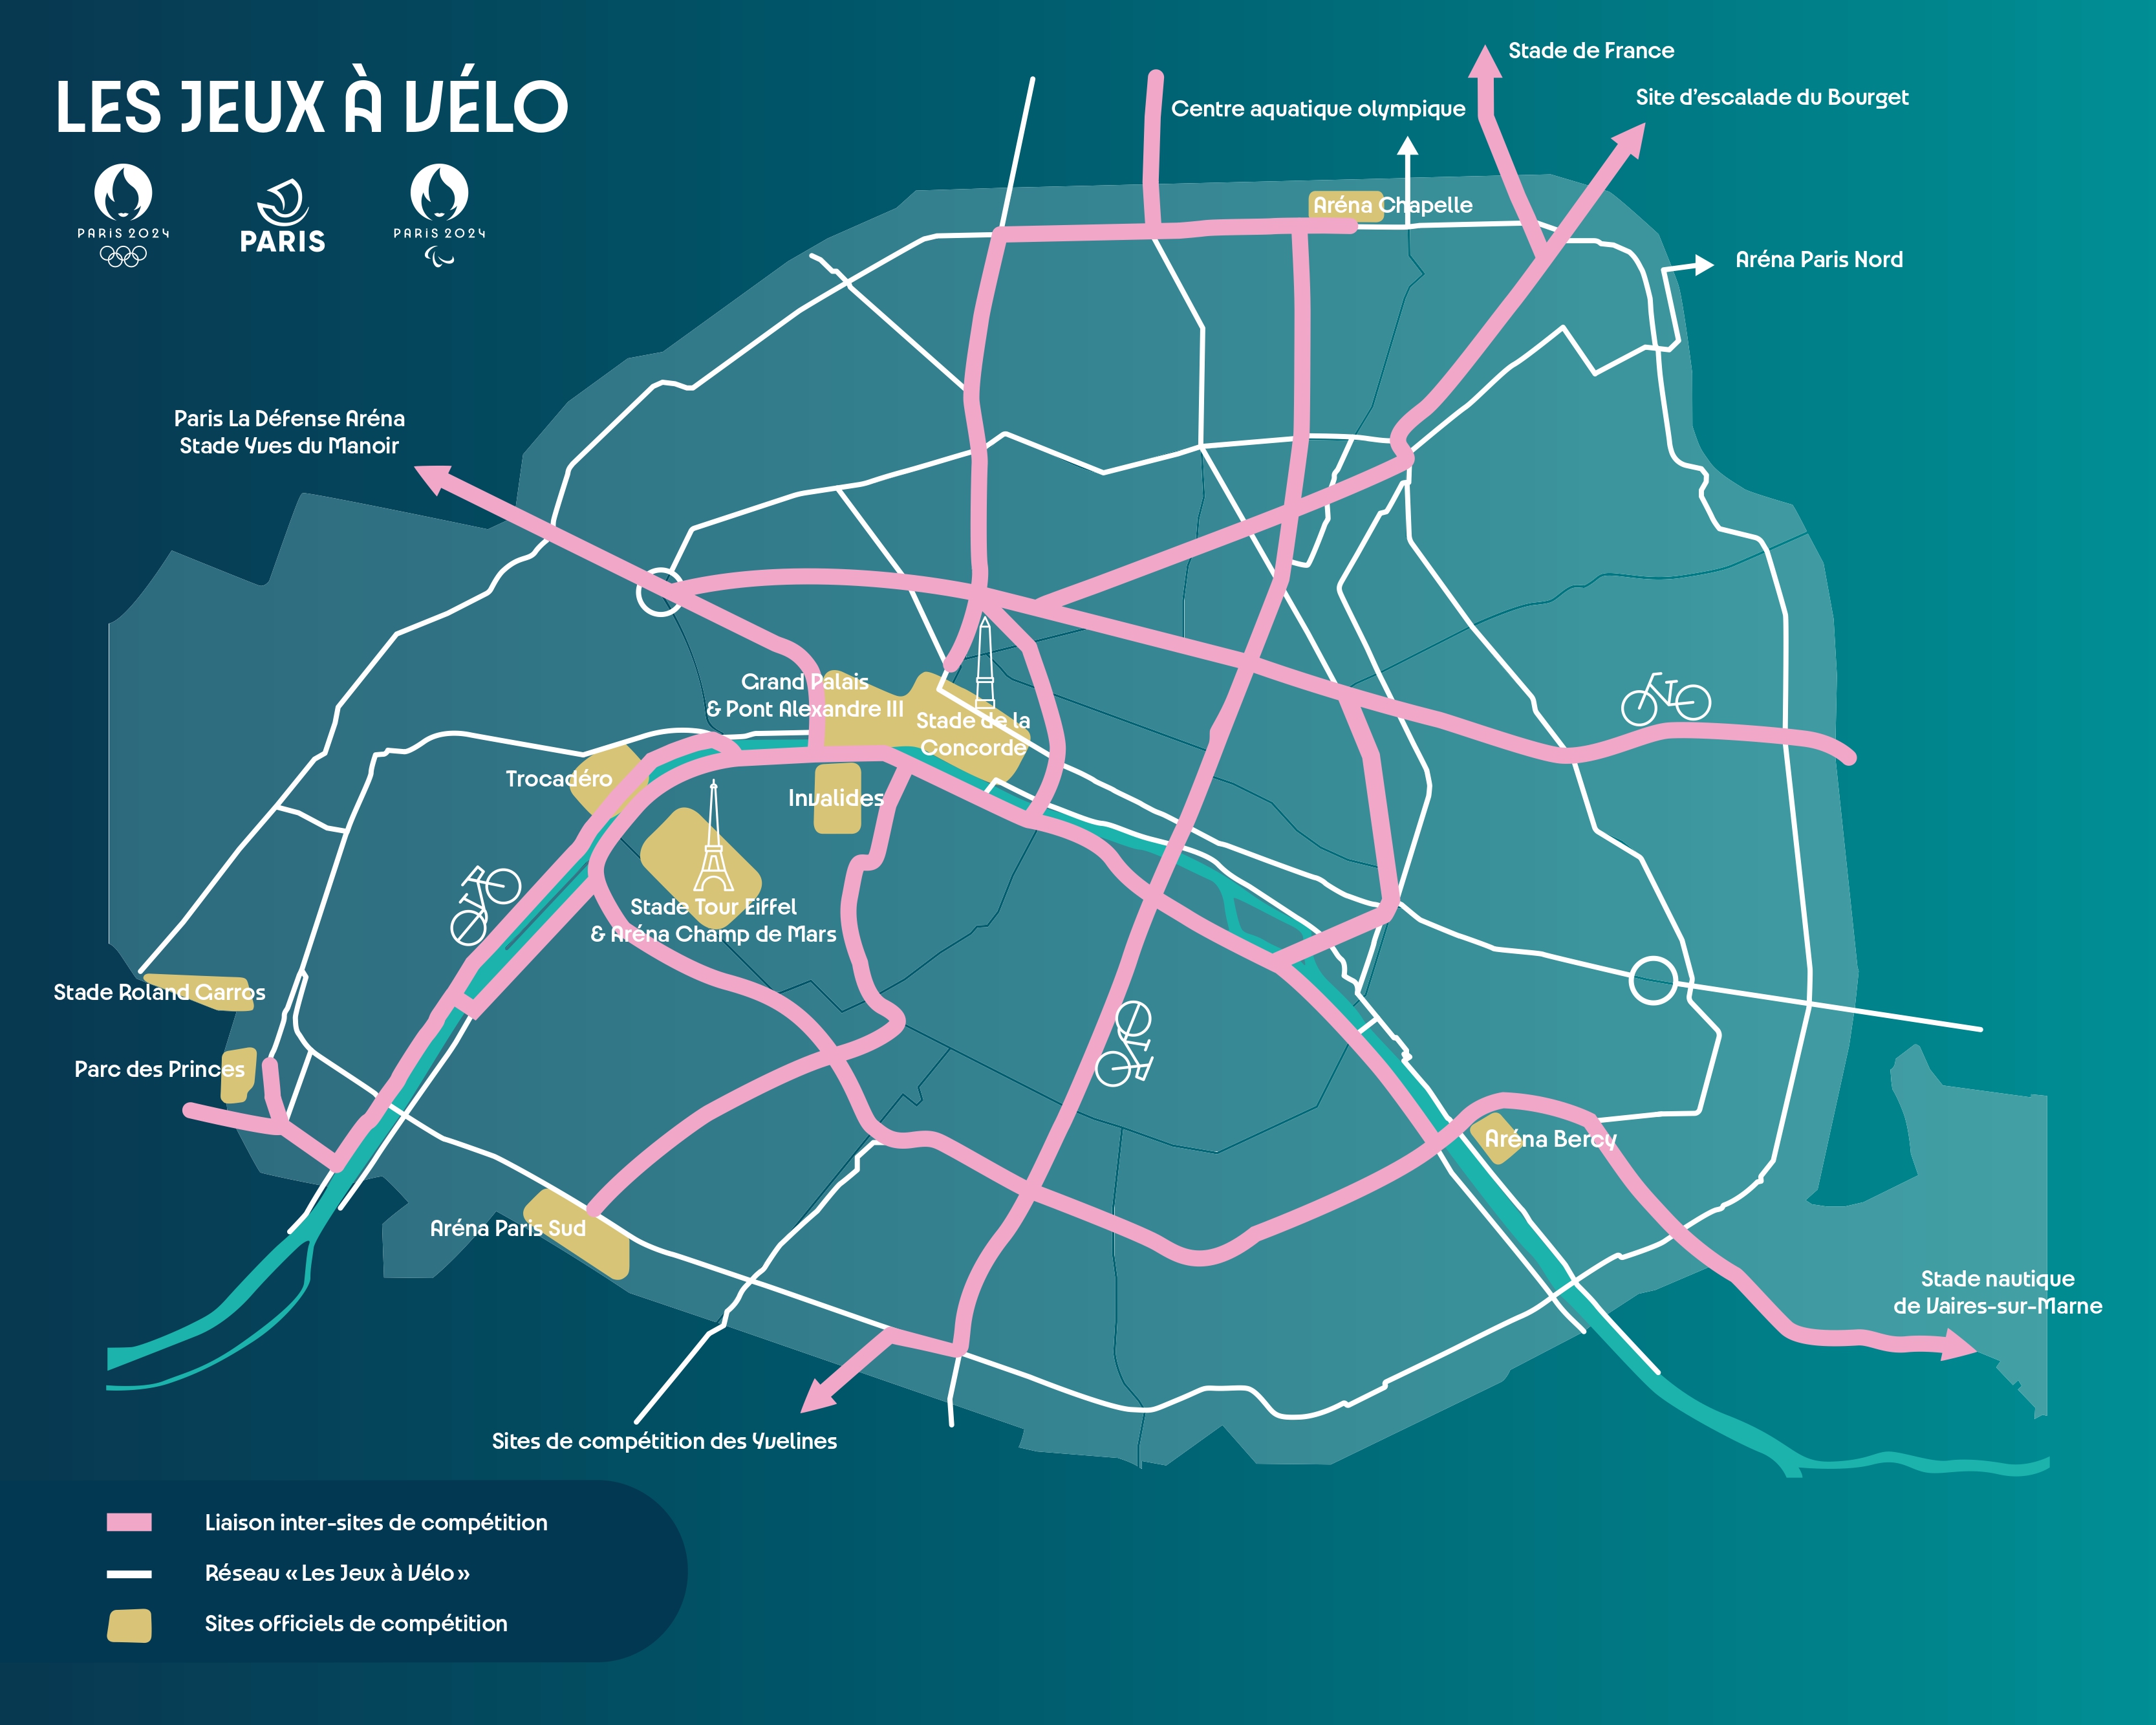 LES JEUX À VÉLO
PARIS 2024
PARIS
PARIS 2024
Stade de France
Site d'escalade du Bourget
Centre aquatique olympique
Aréna Chapelle
Aréna Paris Nord
Paris La Défense Aréna
Stade Yves du Manoir
Grand Palais
& Pont Alexandre III
Stade de la
Concorde
Trocadéro
Invalides
Stade Tour Eiffel
& Aréna Champ de Mars
Stade Roland Garros
Parc des Princes
Aréna Bercy
Aréna Paris Sud
Stade nautique
de Vaires-sur-Marne
Sites de compétition des Yvelines
Liaison inter-sites de compétition
Réseau « Les Jeux à Vélo »
Sites officiels de compétition